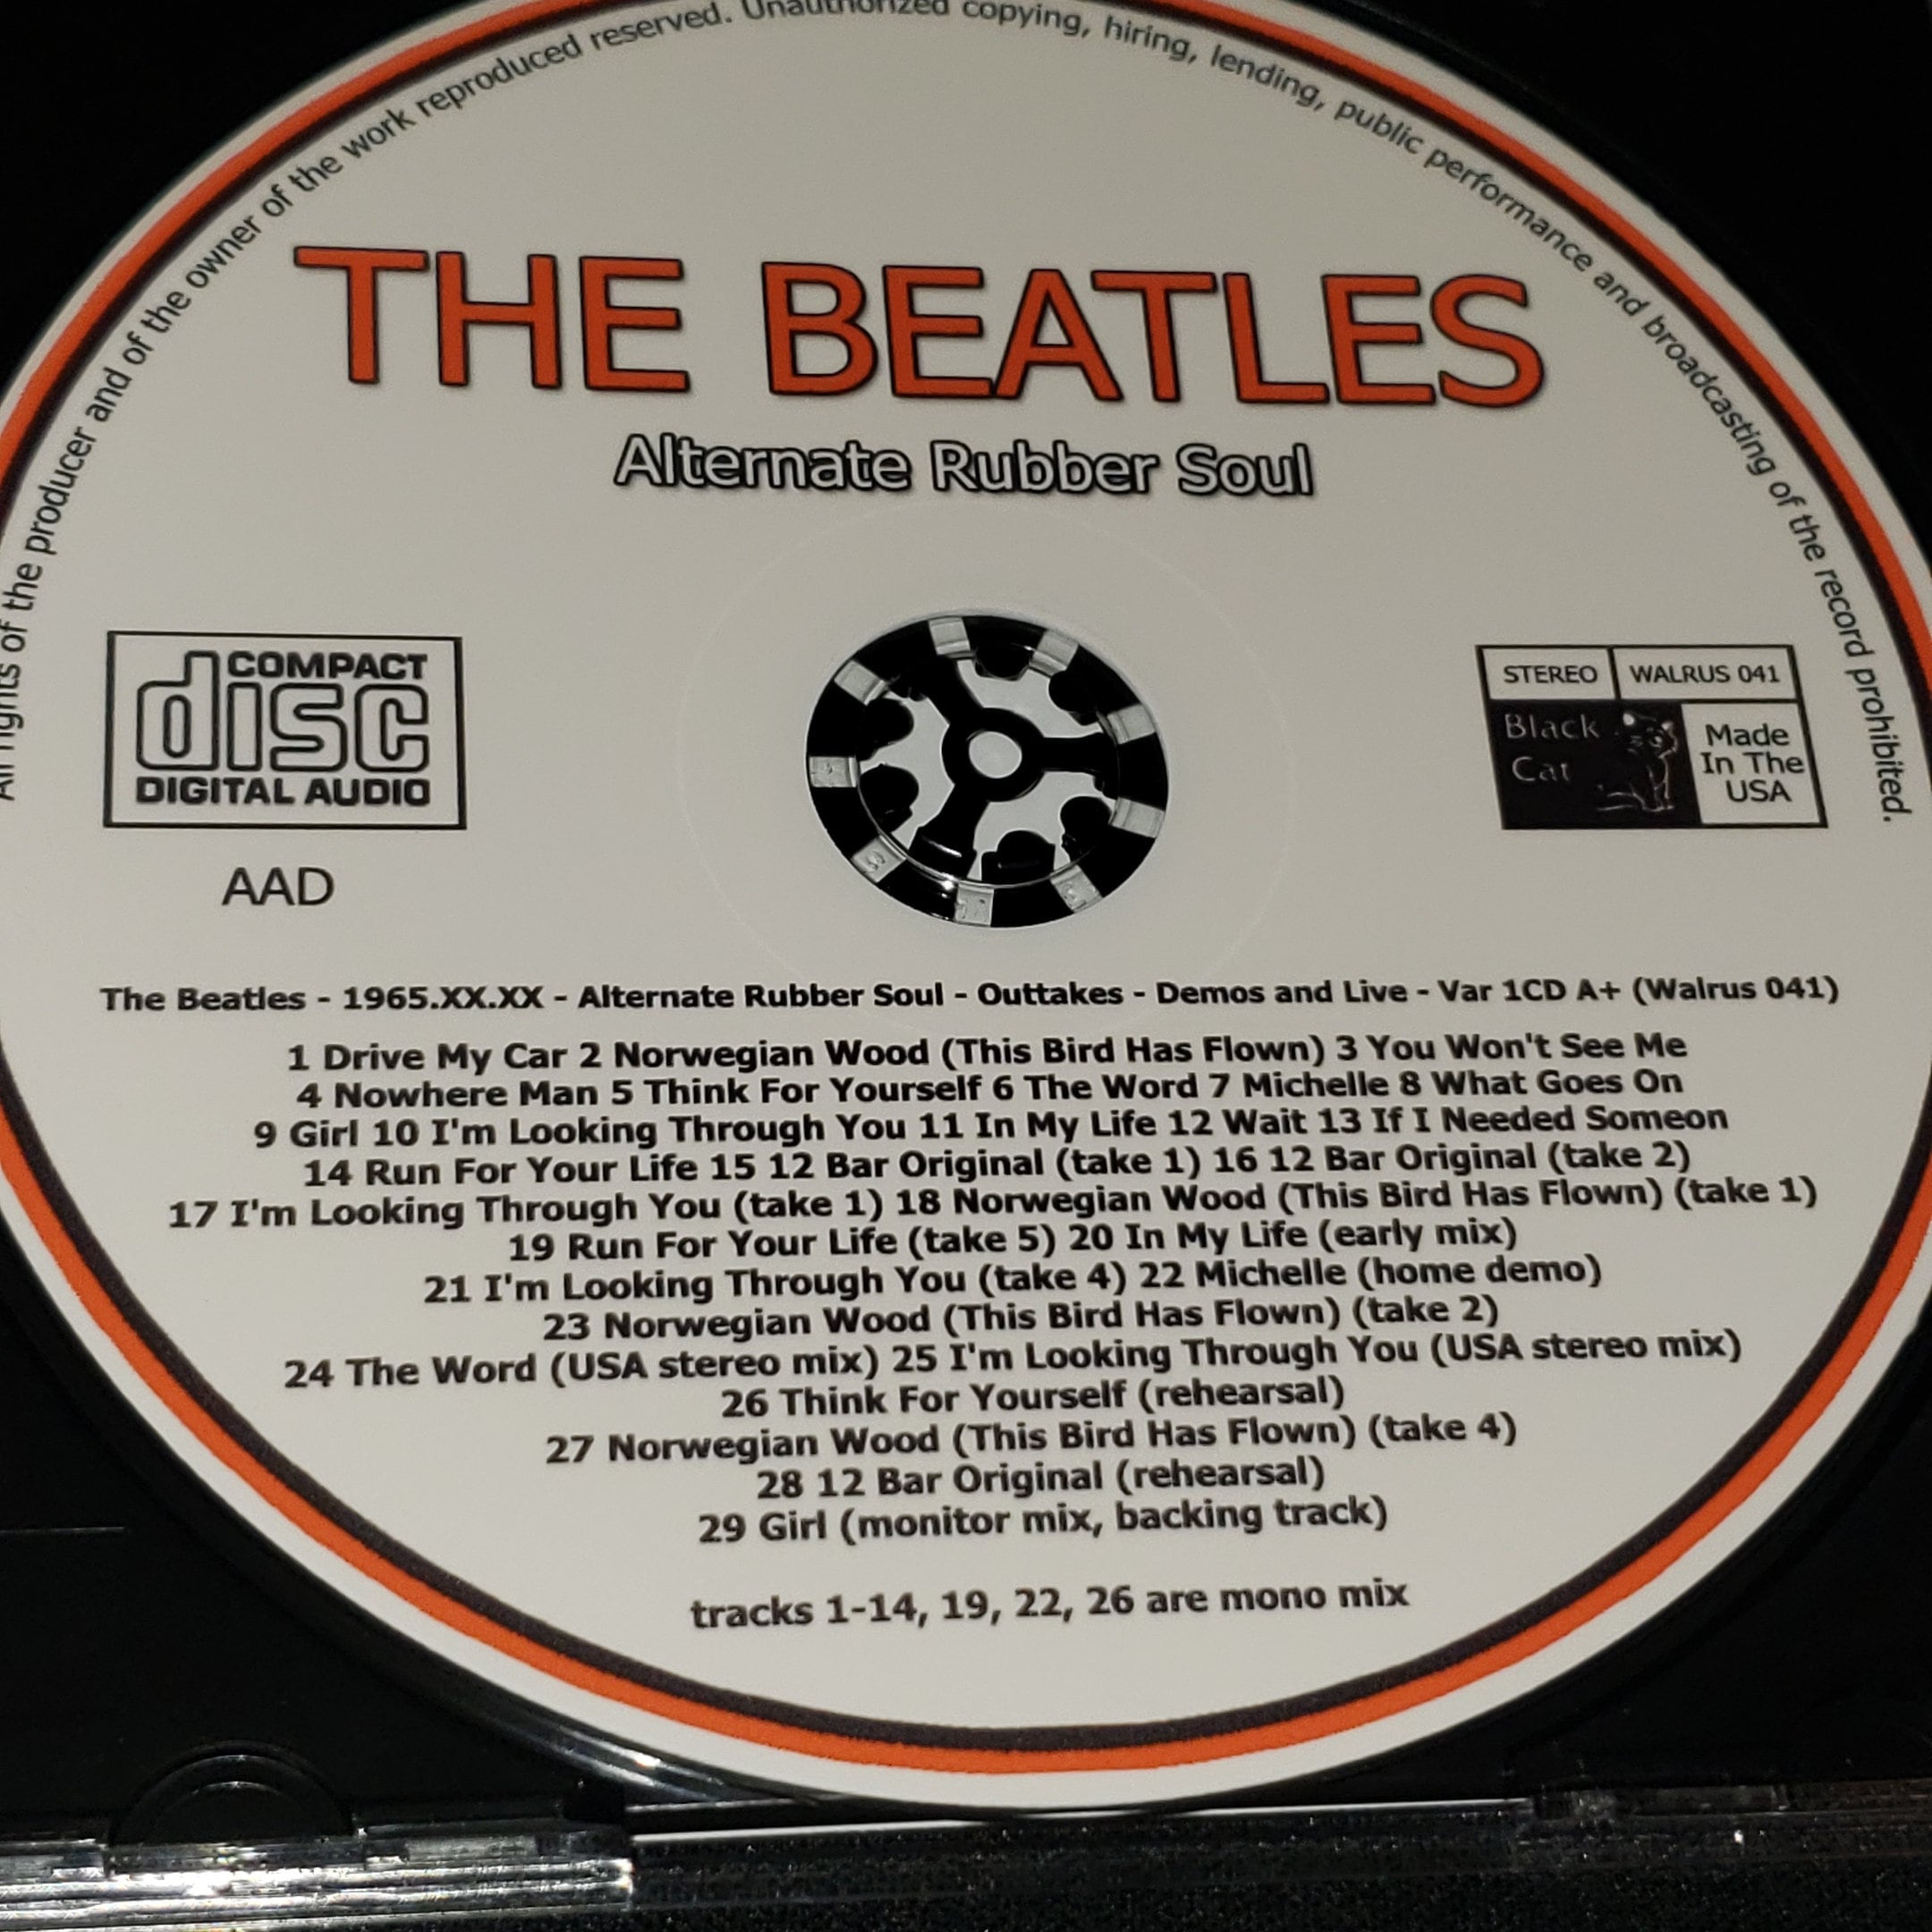 All rights of the producer and of the owner of the work reproduced reserved. Unauthorized copying, hiring, lending, public performance and broadcasting of the record prohibited.
THE BEATLES
Alternate Rubber Soul
COMPACT
disc
DIGITAL AUDIO
AAD
STEREO
WALRUS 041
Black
Cat
Made
In The
USA
The Beatles - 1965.XX.XX - Alternate Rubber Soul - Outtakes - Demos and Live - Var 1CD A+ (Walrus 041)
1 Drive My Car 2 Norwegian Wood (This Bird Has Flown) 3 You Won't See Me
4 Nowhere Man 5 Think For Yourself 6 The Word 7 Michelle 8 What Goes On
9 Girl 10 I'm Looking Through You 11 In My Life 12 Wait 13 If I Needed Someon
14 Run For Your Life 15 12 Bar Original (take 1) 16 12 Bar Original (take 2)
17 I'm Looking Through You (take 1) 18 Norwegian Wood (This Bird Has Flown) (take 1)
19 Run For Your Life (take 5) 20 In My Life (early mix)
21 I'm Looking Through You (take 4) 22 Michelle (home demo)
23 Norwegian Wood (This Bird Has Flown) (take 2)
24 The Word (USA stereo mix) 25 I'm Looking Through You (USA stereo mix)
26 Think For Yourself (rehearsal)
27 Norwegian Wood (This Bird Has Flown) (take 4)
28 12 Bar Original (rehearsal)
29 Girl (monitor mix, backing track)
tracks 1-14, 19, 22, 26 are mono mix